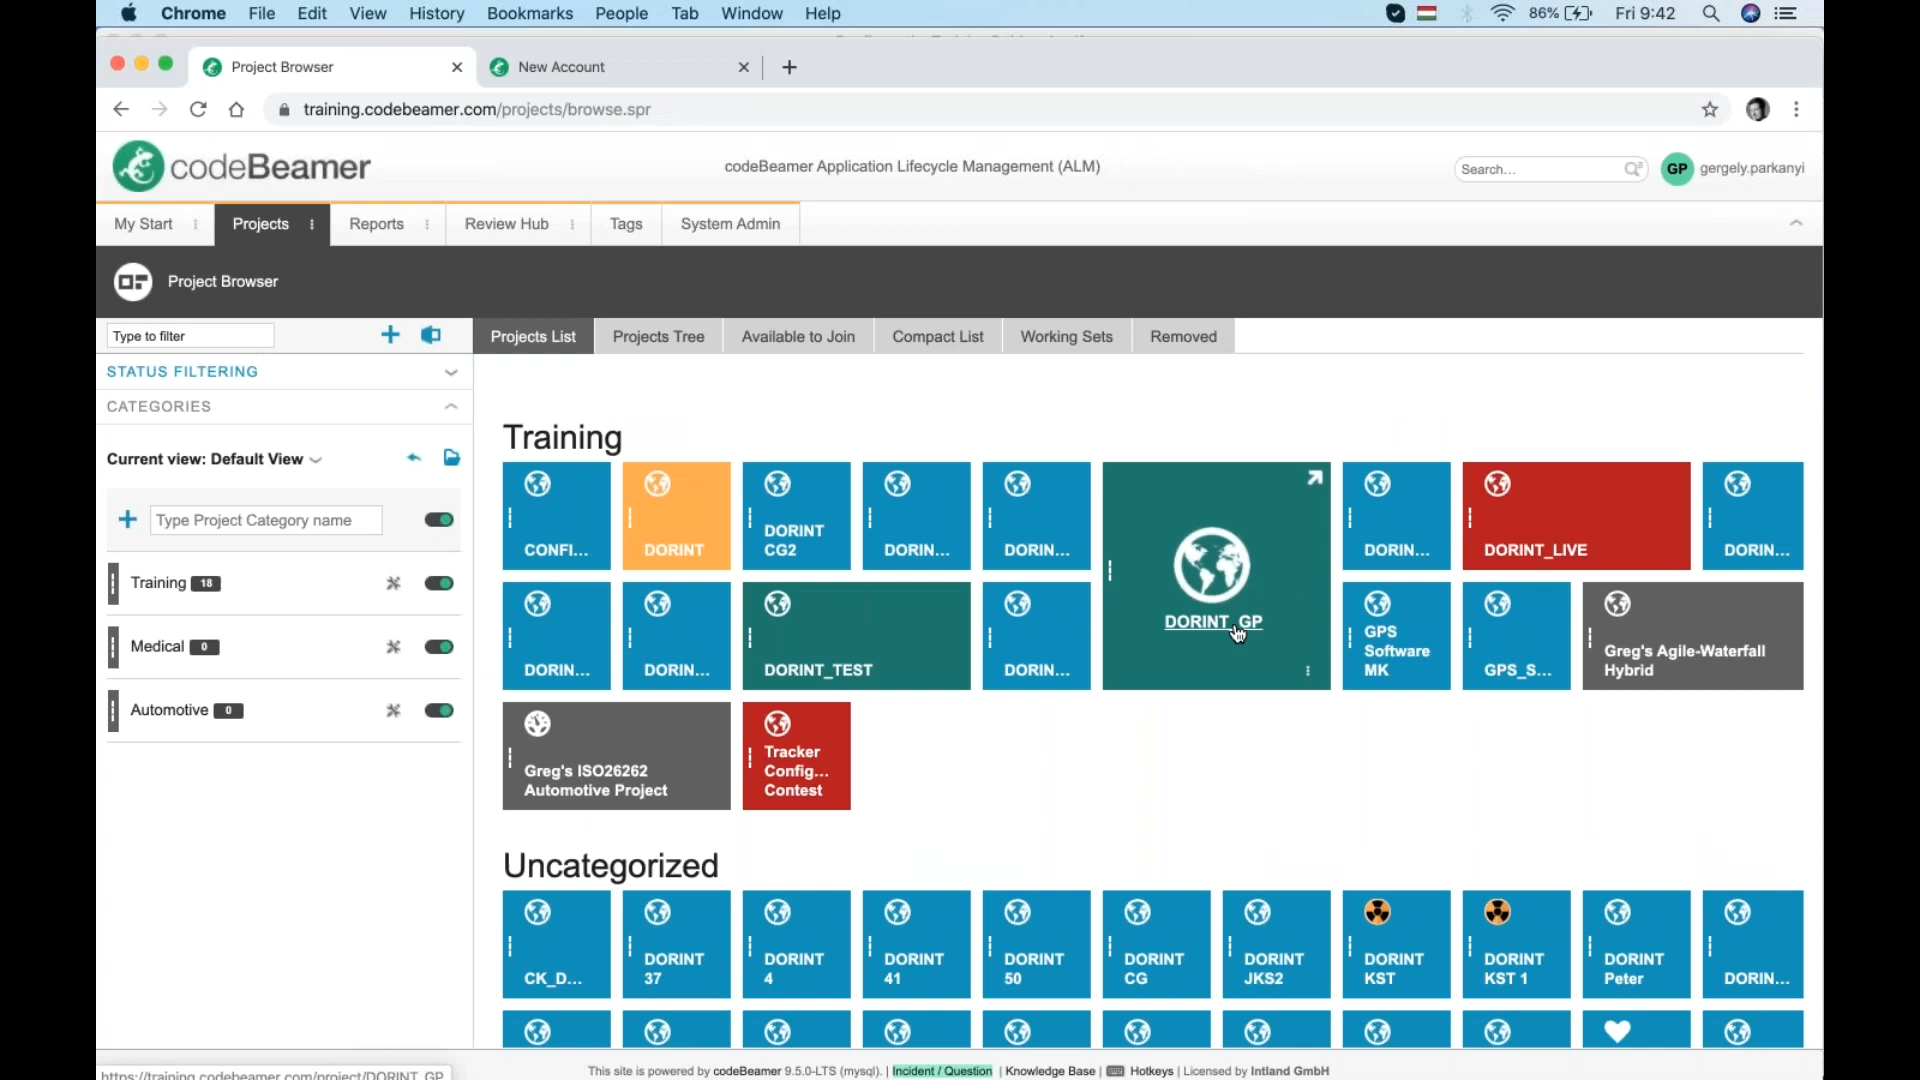 Chrome File Edit View History Bookmarks People Tab Window Help 86% Fri 9:42
Project Browser New Account
training.codebeamer.com/projects/browse.spr
codeBeamer codeBeamer Application Lifecycle Management (ALM) Search... GP gergely.parkanyi
My Start Projects Reports Review Hub Tags System Admin
Project Browser
Type to filter Projects List Projects Tree Available to Join Compact List Working Sets Removed
STATUS FILTERING
CATEGORIES
Current view: Default View
Type Project Category name
Training 18
Medical 0
Automotive 0
Training
CONFI...
DORINT
DORINT
CG2
DORIN...
DORIN...
DORINT_GP
DORIN...
DORINT_LIVE
DORIN...
DORIN...
DORIN...
DORINT_TEST
DORIN...
GPS
Software
MK
GPS_S...
Greg's Agile-Waterfall
Hybrid
Greg's ISO26262
Automotive Project
Tracker
Config...
Contest
Uncategorized
CK_D...
DORINT
37
DORINT
4
DORINT
41
DORINT
50
DORINT
CG
DORINT
JKS2
DORINT
KST
DORINT
KST 1
DORINT
Peter
DORIN...
https://training.codebeamer.com/project/DORINT_GP
This site is powered by codeBeamer 9.5.0-LTS (mysql). | Incident / Question | Knowledge Base | Hotkeys | Licensed by Intland GmbH